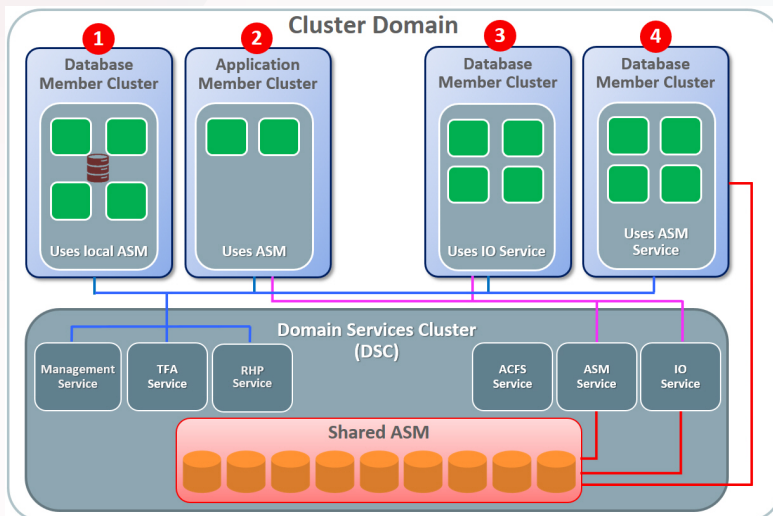 Cluster Domain
1
Database
Member Cluster
Uses local ASM
2
Application
Member Cluster
Uses ASM
3
Database
Member Cluster
Uses IO Service
4
Database
Member Cluster
Uses ASM
Service
Domain Services Cluster
(DSC)
Management
Service
TFA
Service
RHP
Service
ACFS
Service
ASM
Service
IO
Service
Shared ASM